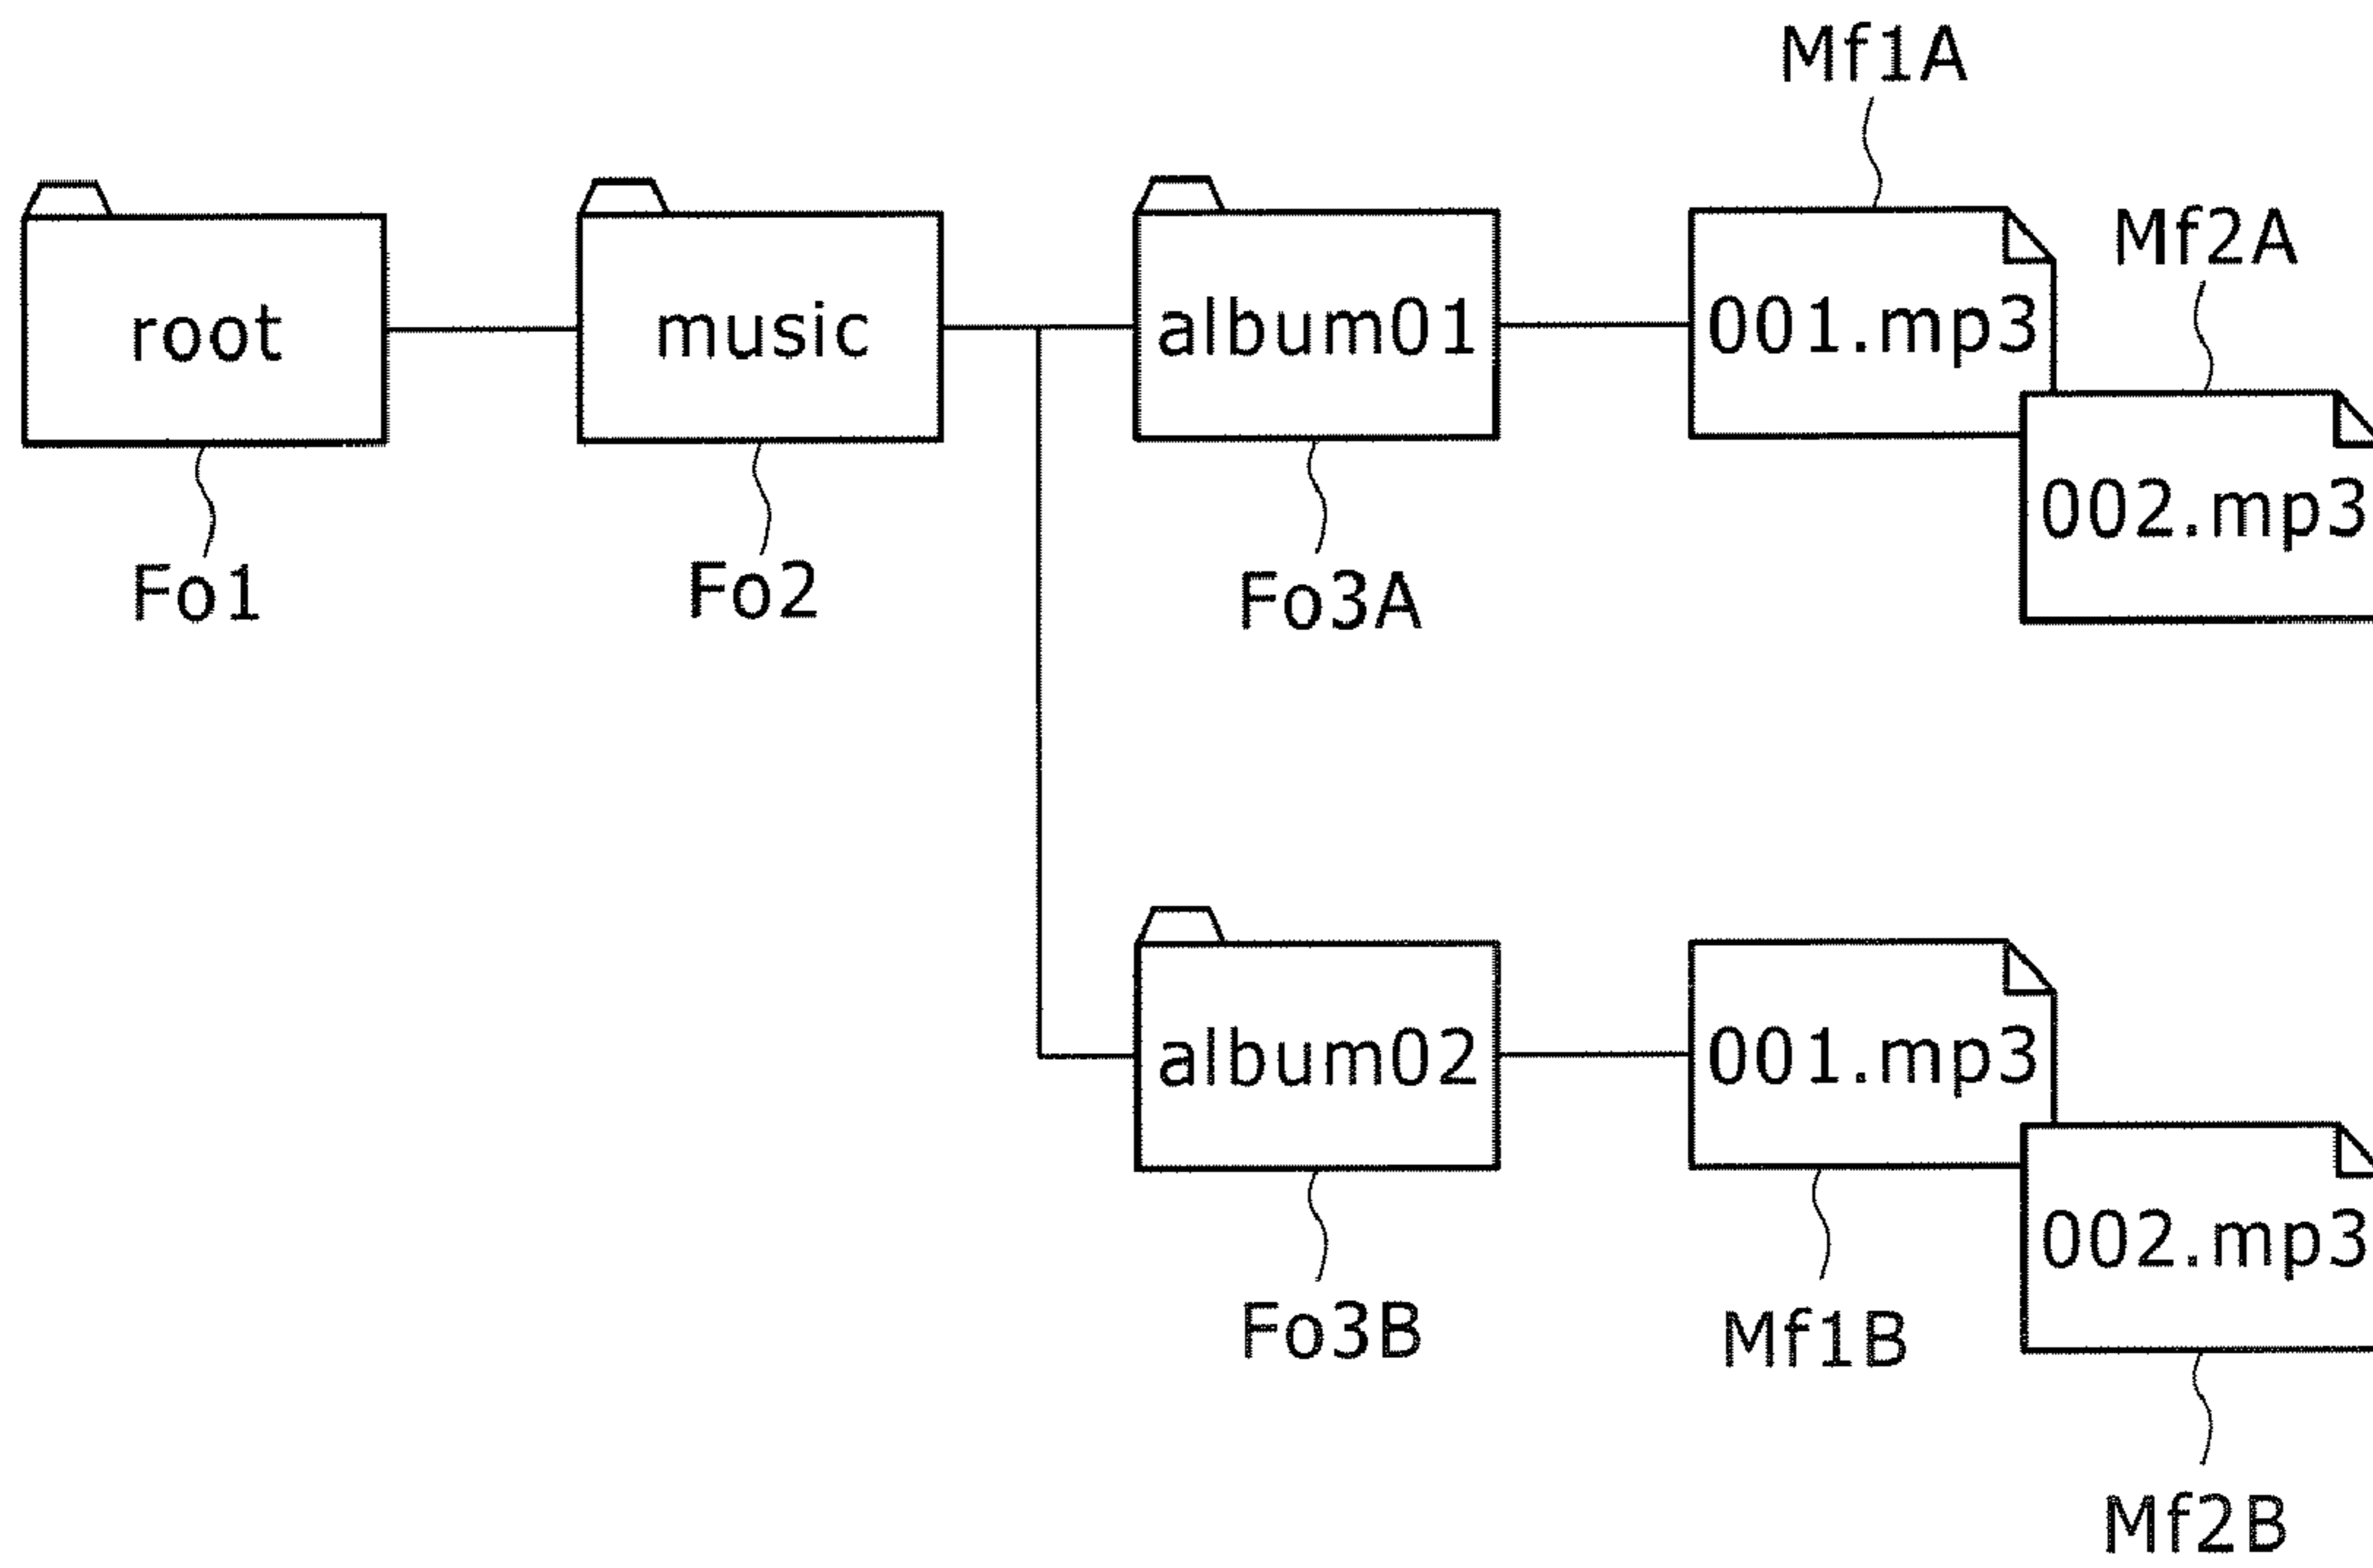 Mf1A
Mf2A
root
music
album01
001.mp3
002.mp3
Fo1
Fo2
Fo3A
album02
001.mp3
002.mp3
Fo3B
Mf1B
Mf2B